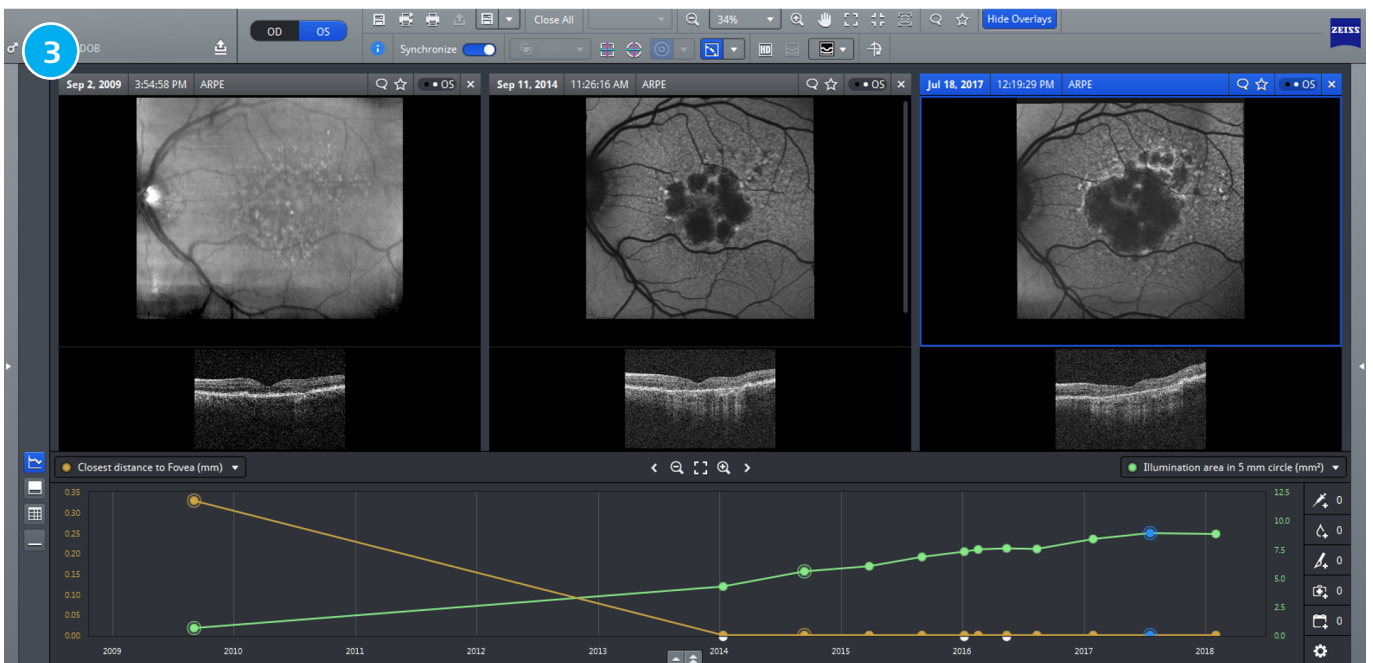 3
DOB
OD OS
Close All
34%
Hide Overlays
ZEISS
Synchronize
HD
Sep 2, 2009 3:54:58 PM ARPE OS
Sep 11, 2014 11:26:16 AM ARPE OS
Jul 18, 2017 12:19:29 PM ARPE OS
Closest distance to Fovea (mm)
Illumination area in 5 mm circle (mm²)
0.35
0.30
0.25
0.20
0.15
0.10
0.05
0.00
12.5
10.0
7.5
5.0
2.5
0.0
0
0
0
0
0
2009 2010 2011 2012 2013 2014 2015 2016 2017 2018